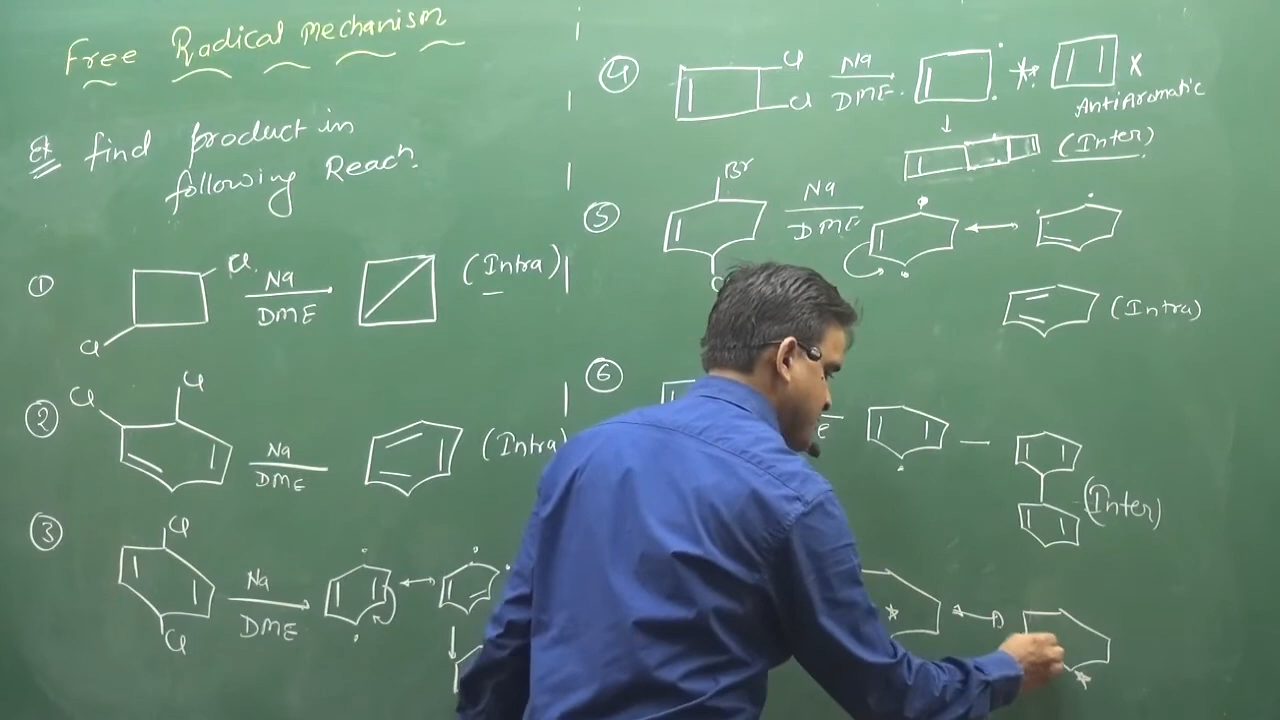 Free Radical Mechanism
Ex find product in
following Reacn.
①
Cl
Cl
Na
DME
(Intra)
②
Cl
Cl
Na
DME
(Intra)
③
Cl
Cl
Na
DME
④
Cl
Cl
Na
DME.
x
AntiAromatic
(Inter)
⑤
Br
Na
DME
(Intra)
⑥
E
(Inter)